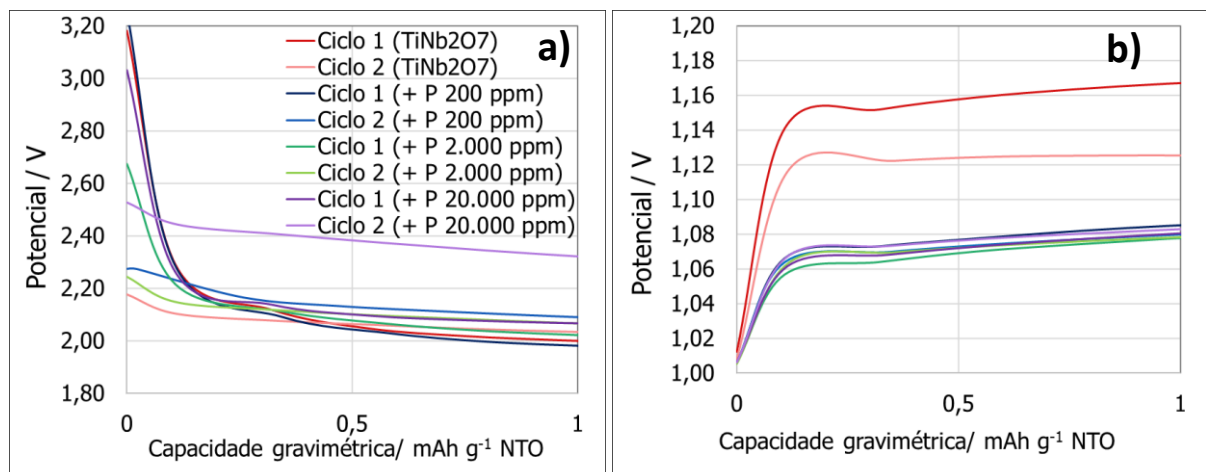 a)
3,20
3,00
2,80
2,60
2,40
2,20
2,00
1,80
Potencial / V
Ciclo 1 (TiNb2O7)
Ciclo 2 (TiNb2O7)
Ciclo 1 (+ P 200 ppm)
Ciclo 2 (+ P 200 ppm)
Ciclo 1 (+ P 2.000 ppm)
Ciclo 2 (+ P 2.000 ppm)
Ciclo 1 (+ P 20.000 ppm)
Ciclo 2 (+ P 20.000 ppm)
0 0,5 1
Capacidade gravimétrica/ mAh g⁻¹ NTO
b)
1,20
1,18
1,16
1,14
1,12
1,10
1,08
1,06
1,04
1,02
1,00
Potencial / V
0 0,5 1
Capacidade gravimétrica/ mAh g⁻¹ NTO